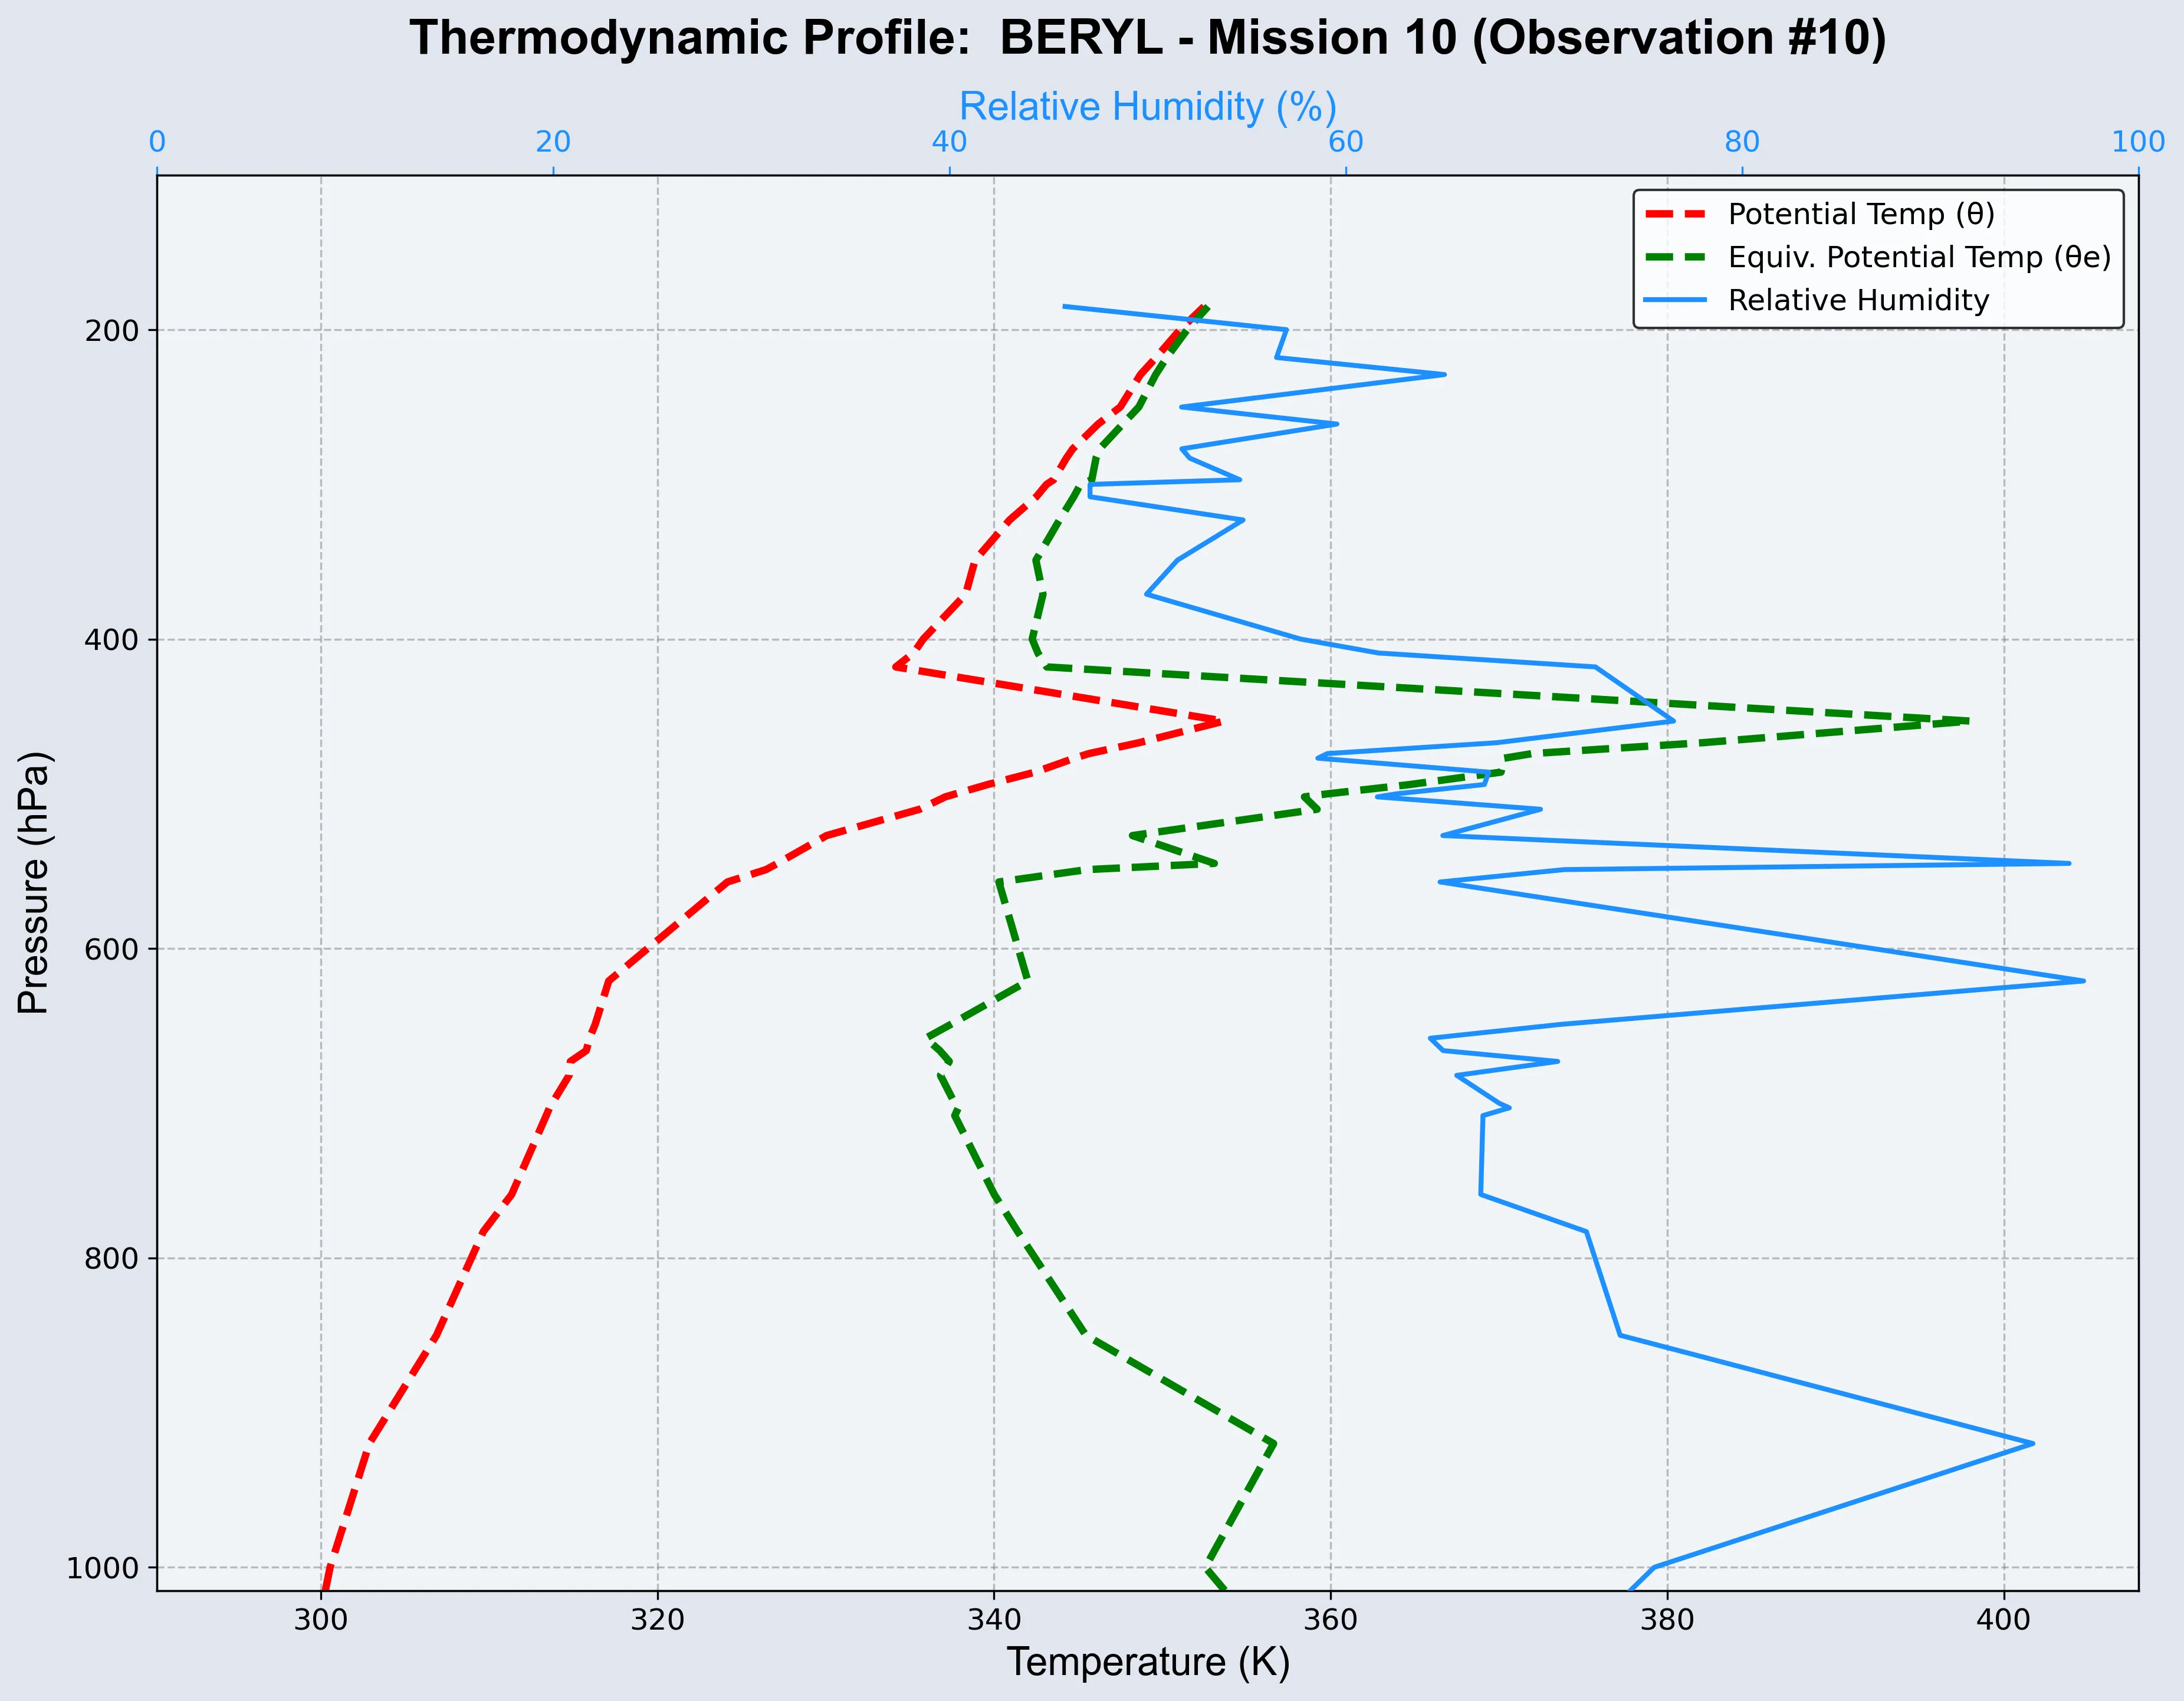 Thermodynamic Profile:  BERYL - Mission 10 (Observation #10)
Relative Humidity (%)
0 20 40 60 80 100
Potential Temp (θ)
Equiv. Potential Temp (θe)
Relative Humidity
200
400
600
800
1000
Pressure (hPa)
300 320 340 360 380 400
Temperature (K)